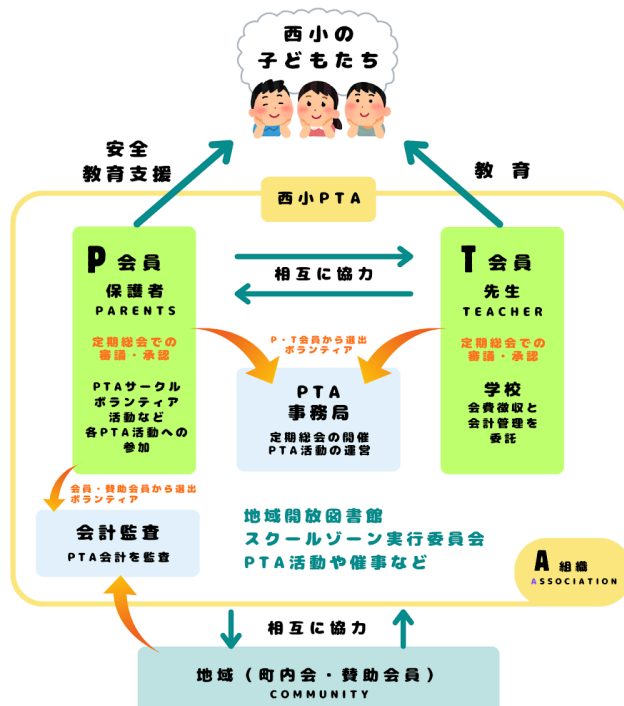 西小の
子どもたち
安全
教育支援
教育
西小PTA
P会員
保護者
PARENTS
定期総会での
審議・承認
PTAサークル
ボランティア
活動など
各PTA活動への
参加
相互に協力
P・T会員から選出
ボランティア
PTA
事務局
定期総会の開催
PTA活動の運営
T会員
先生
TEACHER
定期総会での
審議・承認
学校
会費徴収と
会計管理を
委託
会員・賛助会員から選出
ボランティア
会計監査
PTA会計を監査
地域開放図書館
スクールゾーン実行委員会
PTA活動や催事など
A組織
ASSOCIATION
相互に協力
地域(町内会・賛助会員)
COMMUNITY